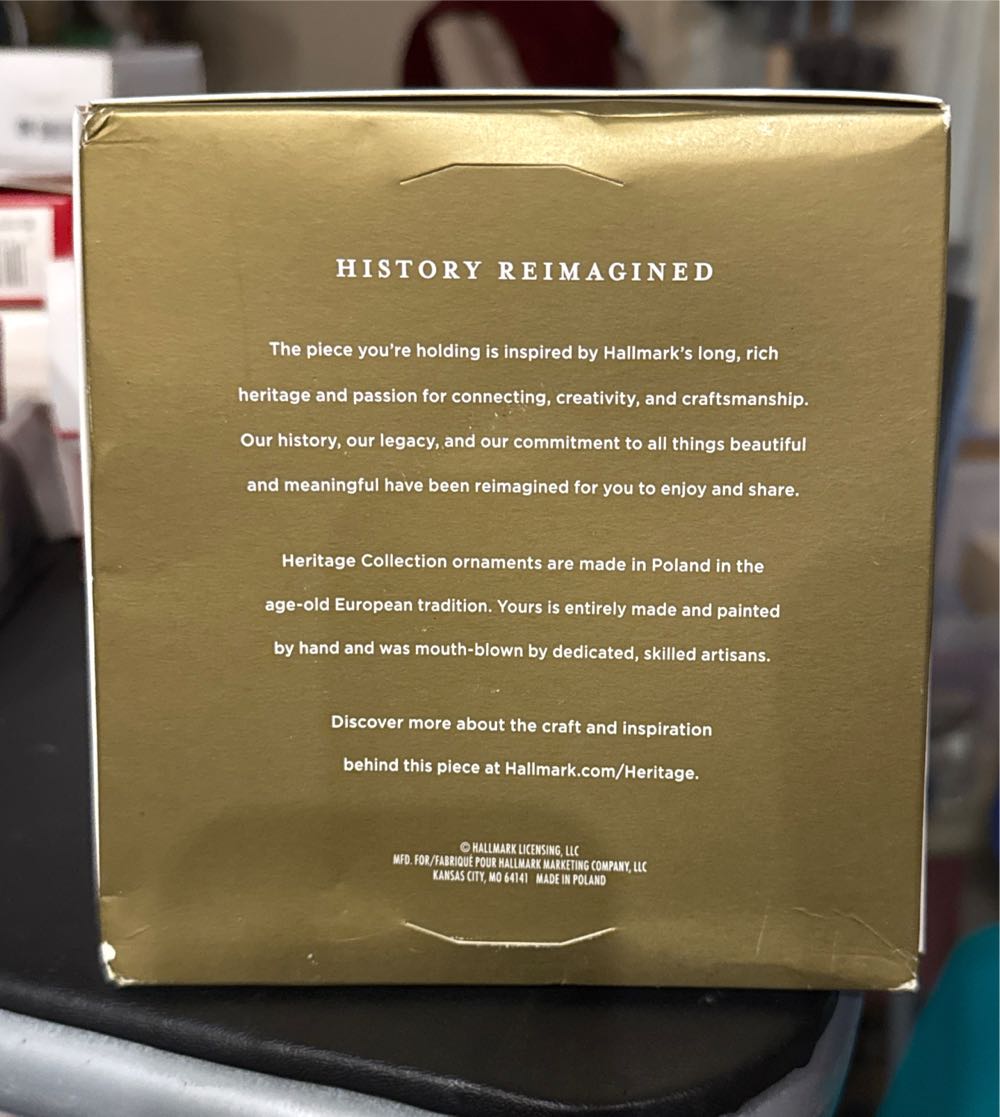 HISTORY REIMAGINED
The piece you're holding is inspired by Hallmark's long, rich
heritage and passion for connecting, creativity, and craftsmanship.
Our history, our legacy, and our commitment to all things beautiful
and meaningful have been reimagined for you to enjoy and share.
Heritage Collection ornaments are made in Poland in the
age-old European tradition. Yours is entirely made and painted
by hand and was mouth-blown by dedicated, skilled artisans.
Discover more about the craft and inspiration
behind this piece at Hallmark.com/Heritage.
© HALLMARK LICENSING, LLC
MFD. FOR/FABRIQUÉ POUR HALLMARK MARKETING COMPANY, LLC
KANSAS CITY, MO 64141 MADE IN POLAND